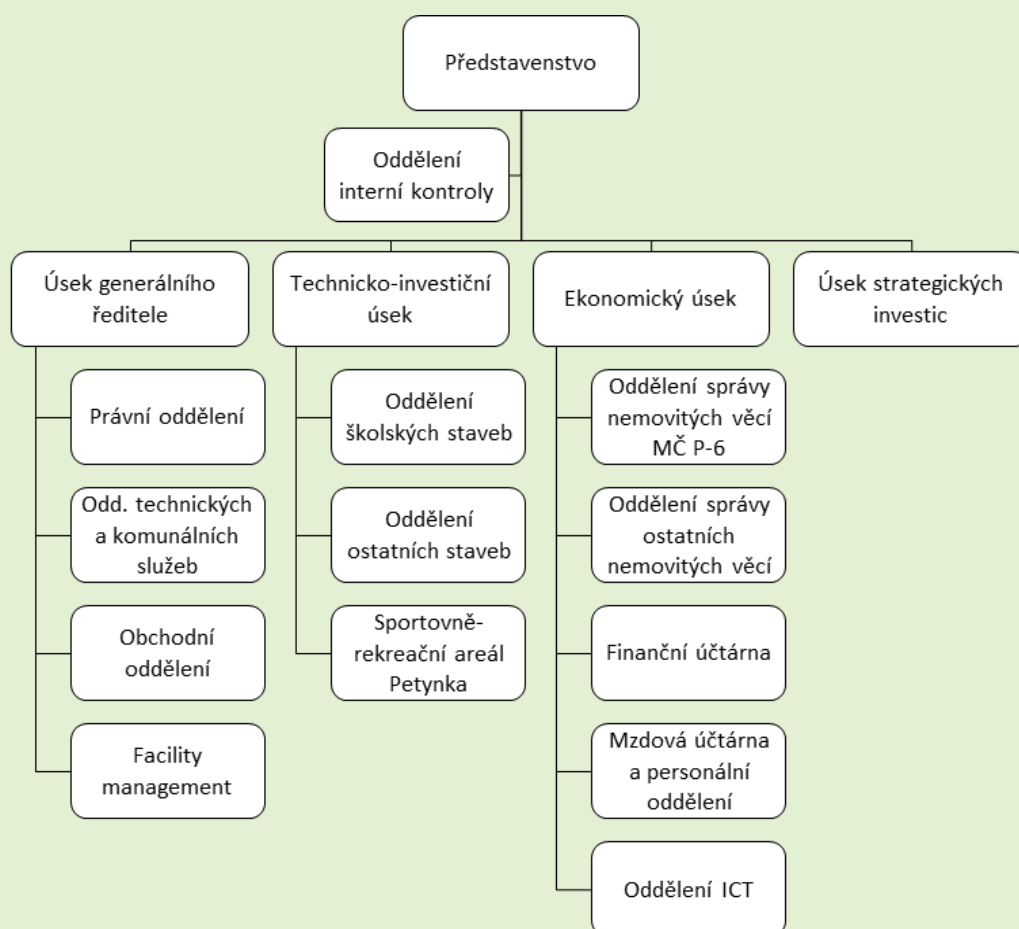 Představenstvo
Oddělení
interní kontroly
Úsek generálního
ředitele
Technicko-investiční
úsek
Ekonomický úsek
Úsek strategických
investic
Právní oddělení
Odd. technických
a komunálních
služeb
Obchodní
oddělení
Facility
management
Oddělení
školských staveb
Oddělení
ostatních staveb
Sportovně-
rekreační areál
Petynka
Oddělení správy
nemovitých věcí
MČ P-6
Oddělení správy
ostatních
nemovitých věcí
Finanční účtárna
Mzdová účtárna
a personální
oddělení
Oddělení ICT